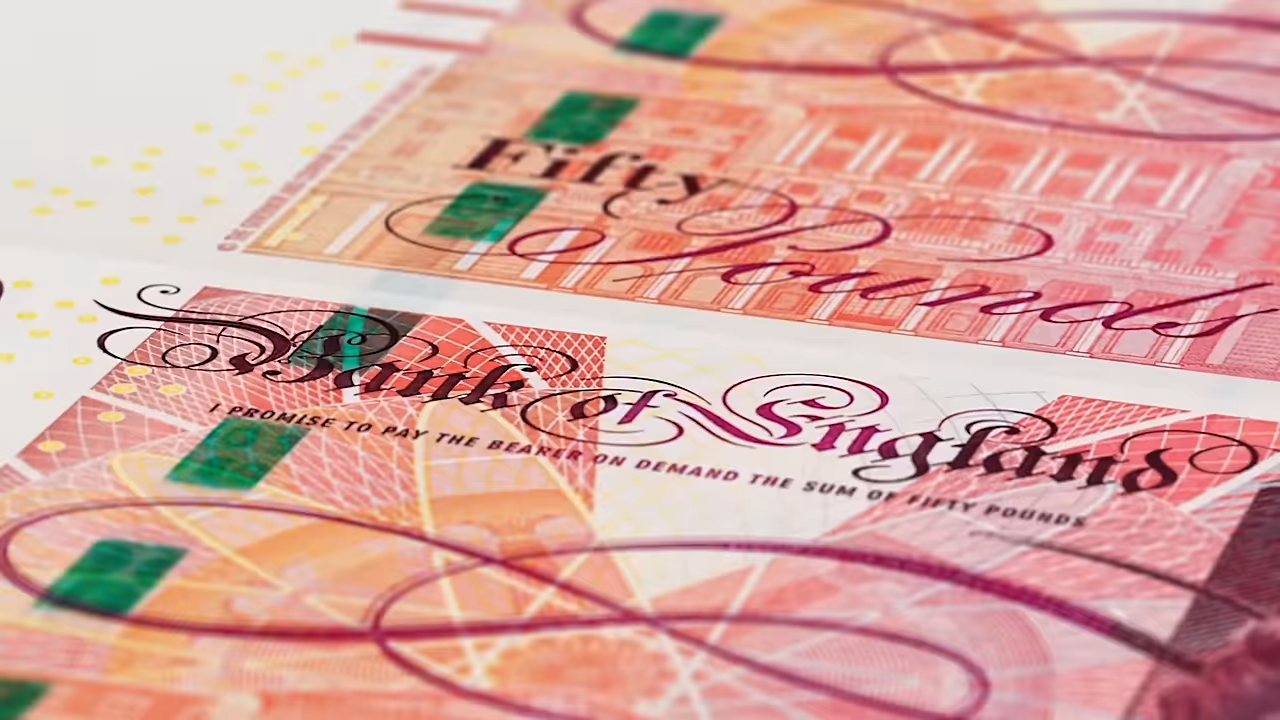 Fifty
Pounds
Bank of England
I PROMISE TO PAY THE BEARER ON DEMAND THE SUM OF FIFTY POUNDS